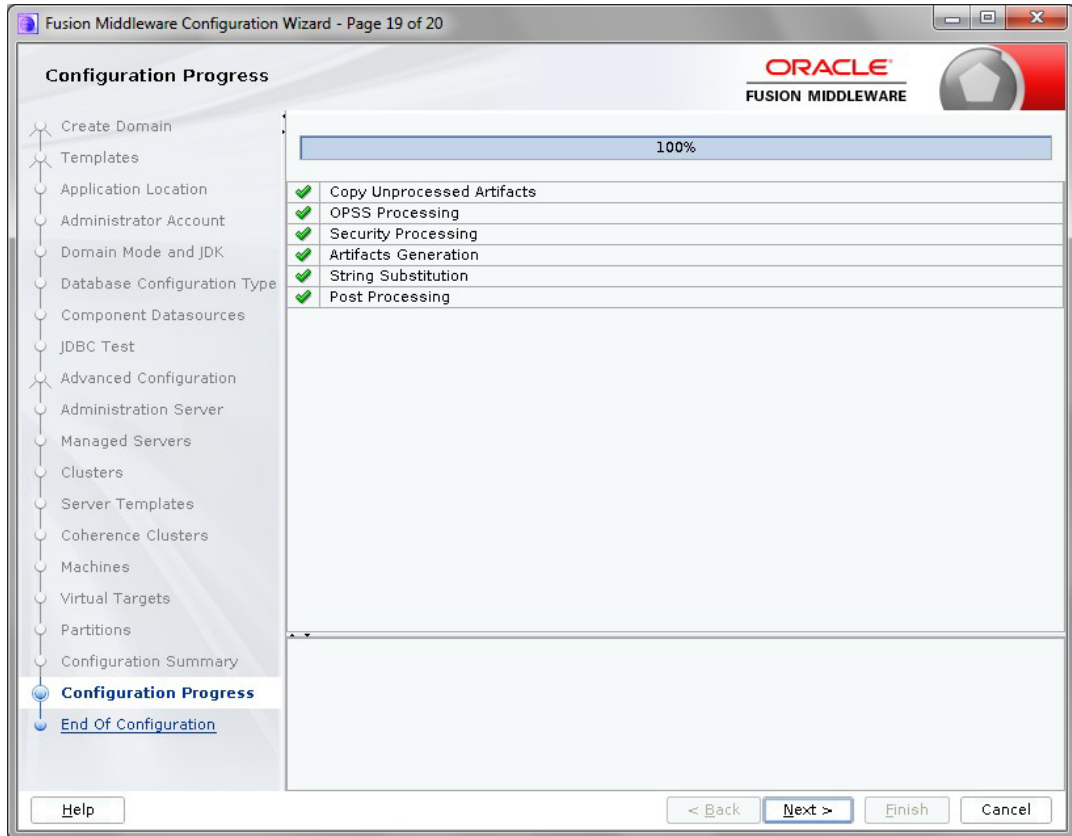 Fusion Middleware Configuration Wizard - Page 19 of 20
Configuration Progress
ORACLE
FUSION MIDDLEWARE
Create Domain
Templates
Application Location
Administrator Account
Domain Mode and JDK
Database Configuration Type
Component Datasources
JDBC Test
Advanced Configuration
Administration Server
Managed Servers
Clusters
Server Templates
Coherence Clusters
Machines
Virtual Targets
Partitions
Configuration Summary
Configuration Progress
End Of Configuration
100%
Copy Unprocessed Artifacts
OPSS Processing
Security Processing
Artifacts Generation
String Substitution
Post Processing
Help
< Back
Next >
Finish
Cancel